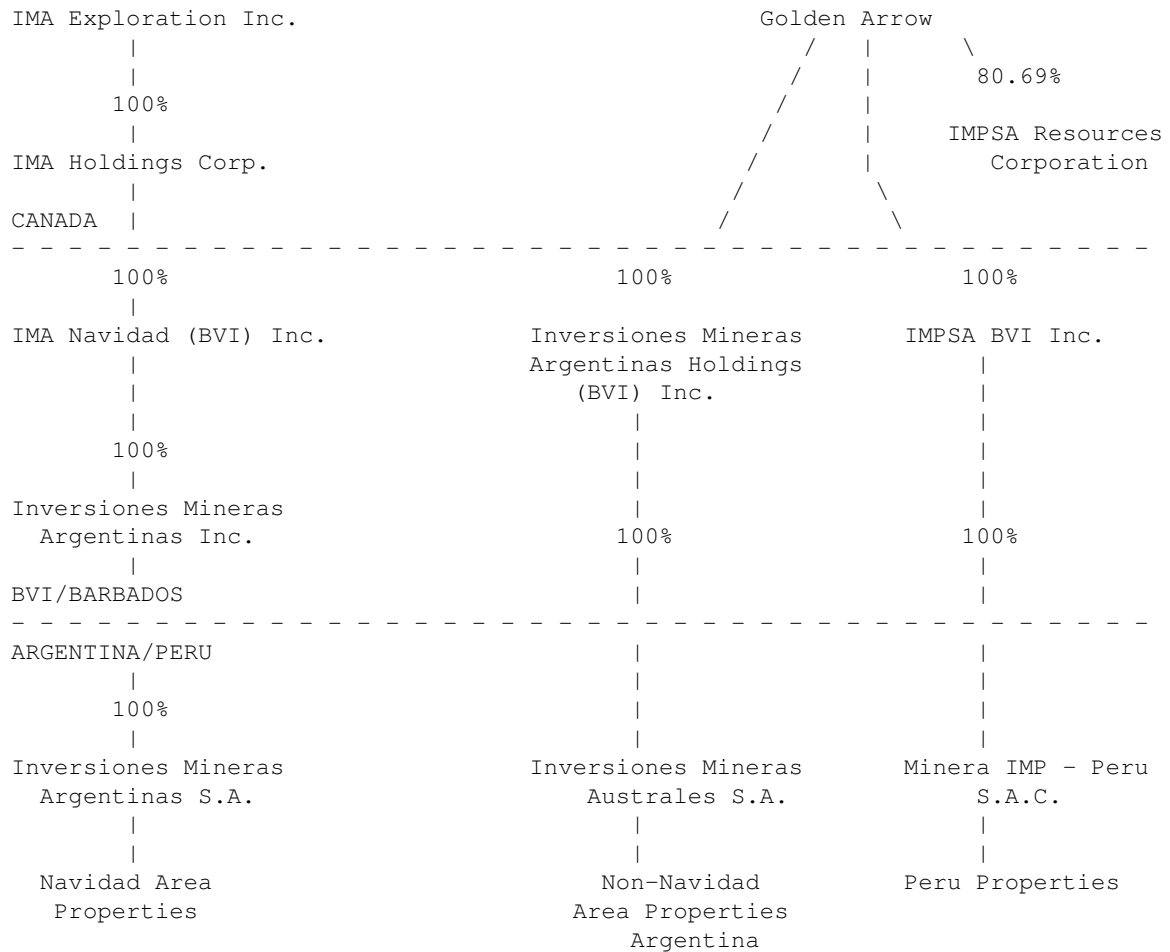 IMA Exploration Inc. Golden Arrow
80.69%
100%
IMPSA Resources
IMA Holdings Corp. Corporation
CANADA
100% 100% 100%
IMA Navidad (BVI) Inc. Inversiones Mineras IMPSA BVI Inc.
Argentinas Holdings
(BVI) Inc.
100%
Inversiones Mineras
Argentinas Inc. 100% 100%
BVI/BARBADOS
ARGENTINA/PERU
100%
Inversiones Mineras Inversiones Mineras Minera IMP - Peru
Argentinas S.A. Australes S.A. S.A.C.
Navidad Area Non-Navidad Peru Properties
Properties Area Properties
Argentina